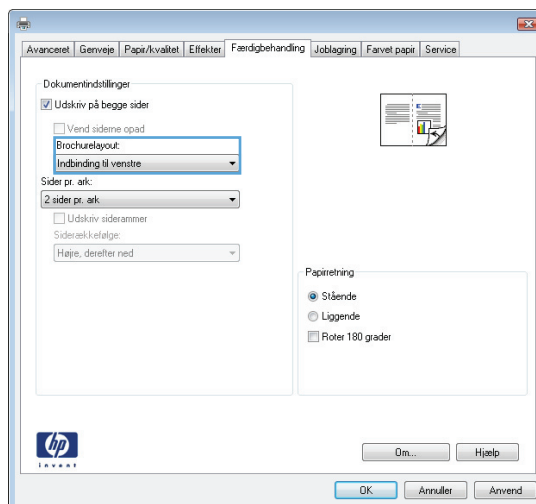 Avanceret Genveje Papir/kvalitet Effekter Færdigbehandling Joblagring Farvet papir Service
Dokumentindstillinger
Udskriv på begge sider
Vend siderne opad
Brochurelayout:
Indbinding til venstre
Sider pr. ark:
2 sider pr. ark
Udskriv siderammer
Siderækkefølge:
Højre, derefter ned
Papirretning
Stående
Liggende
Roter 180 grader
hp
invent
Om... Hjælp
OK Annuller Anvend